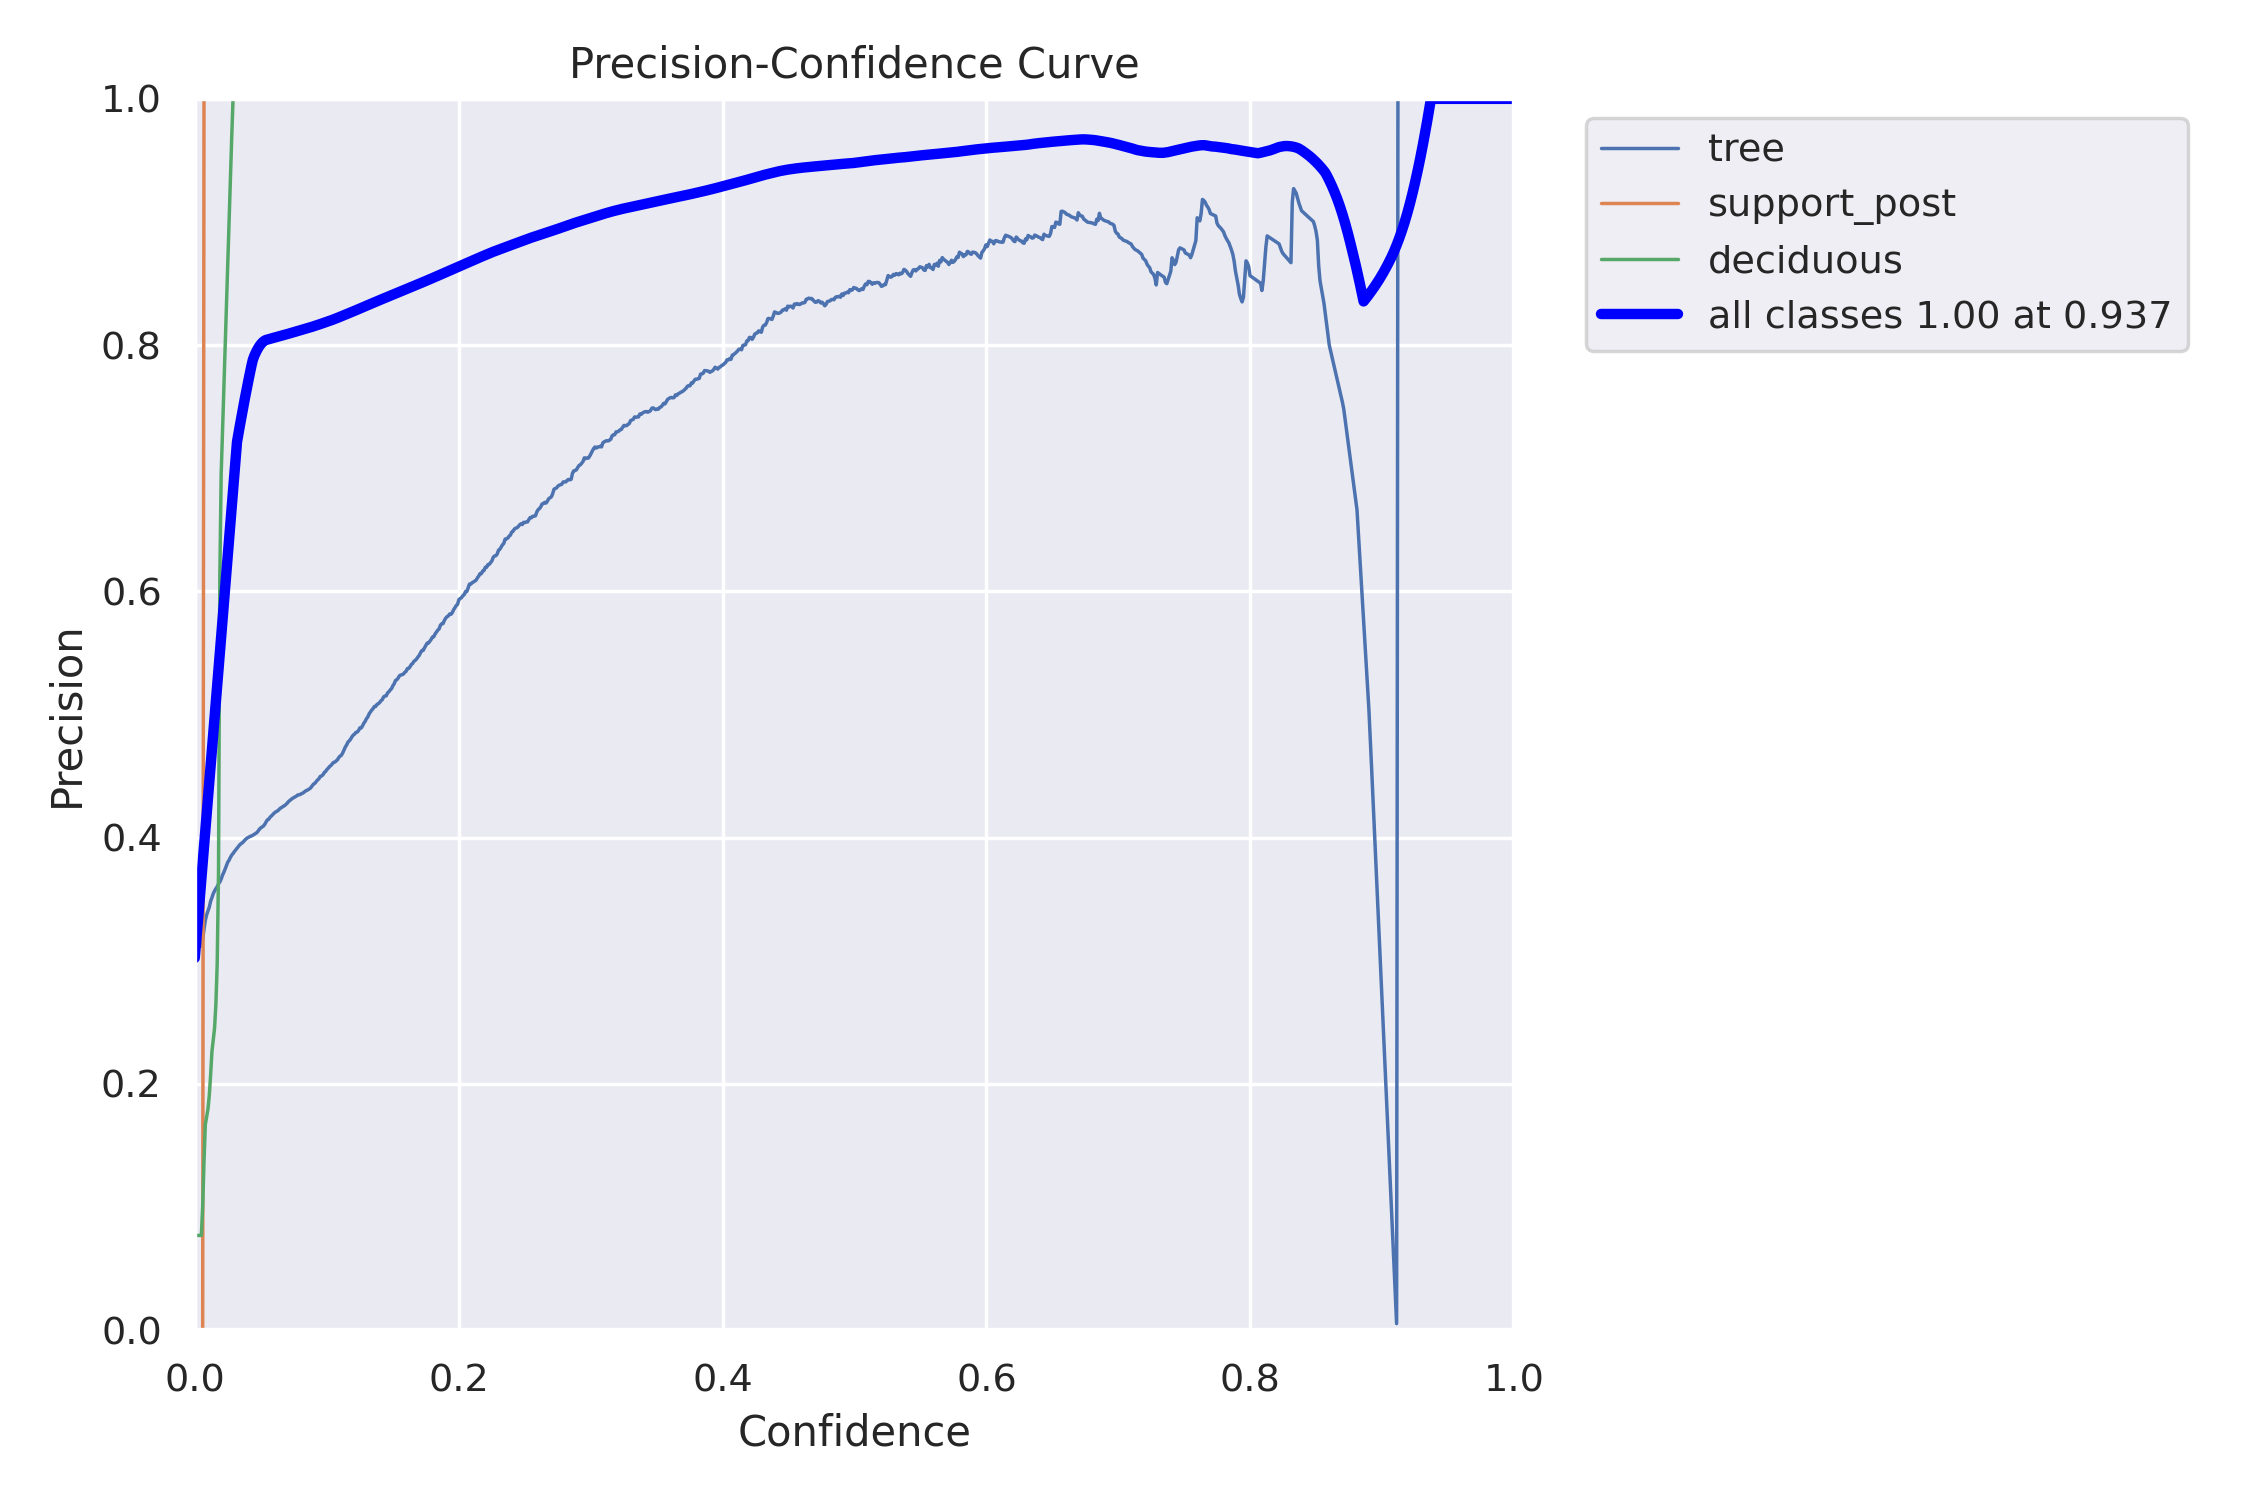 Precision-Confidence Curve
1.0
0.8
0.6
0.4
0.2
0.0
Precision
0.0 0.2 0.4 0.6 0.8 1.0
Confidence
tree
support_post
deciduous
all classes 1.00 at 0.937